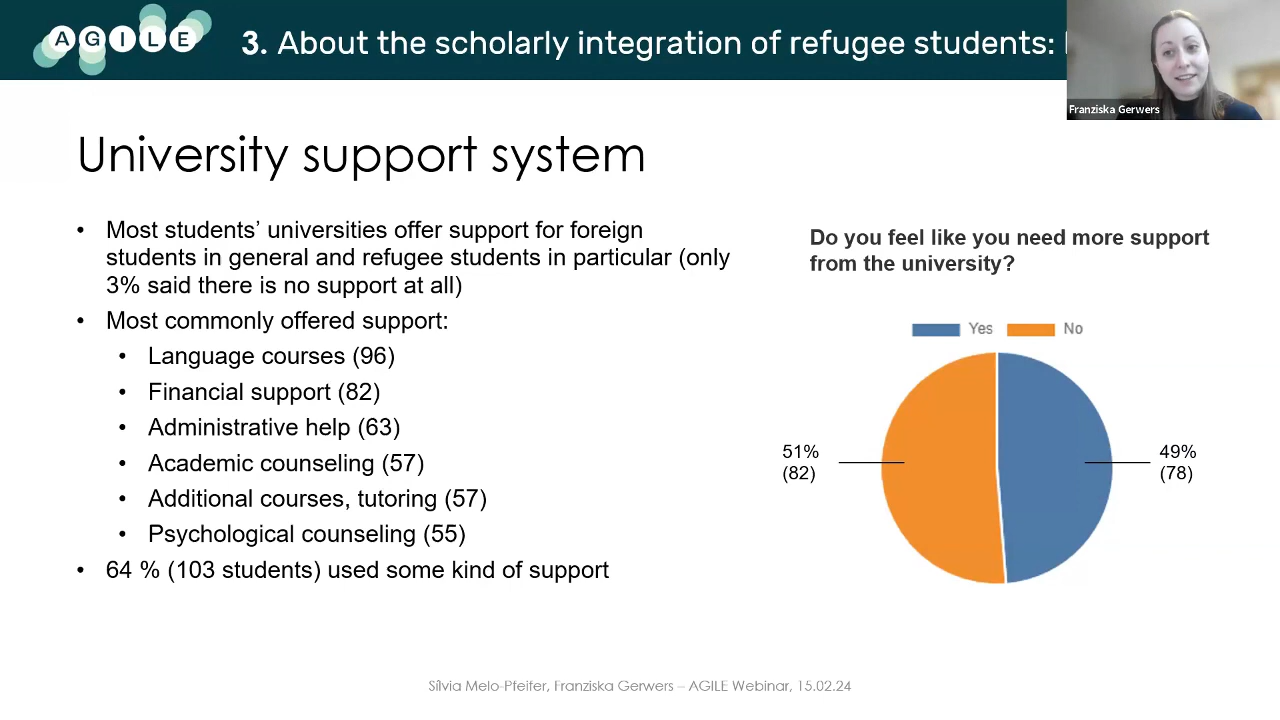 AGILE
3. About the scholarly integration of refugee students:
Franziska Gerwers
University support system
• Most students’ universities offer support for foreign
students in general and refugee students in particular (only
3% said there is no support at all)
• Most commonly offered support:
• Language courses (96)
• Financial support (82)
• Administrative help (63)
• Academic counseling (57)
• Additional courses, tutoring (57)
• Psychological counseling (55)
• 64 % (103 students) used some kind of support
Do you feel like you need more support
from the university?
Yes No
51%
(82)
49%
(78)
Sílvia Melo-Pfeifer, Franziska Gerwers – AGILE Webinar, 15.02.24